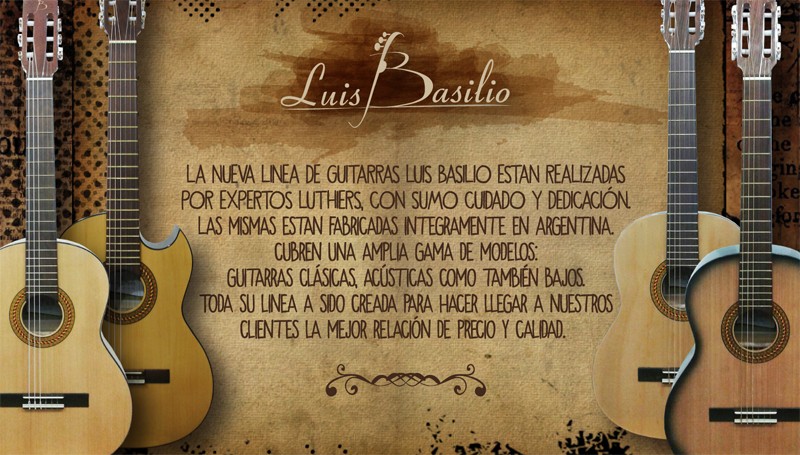 Luis Basilio
LA NUEVA LINEA DE GUITARRAS LUIS BASILIO ESTAN REALIZADAS
POR EXPERTOS LUTHIERS, CON SUMO CUIDADO Y DEDICACIÓN.
LAS MISMAS ESTAN FABRICADAS INTEGRAMENTE EN ARGENTINA.
CUBREN UNA AMPLIA GAMA DE MODELOS:
GUITARRAS CLÁSICAS, ACÚSTICAS COMO TAMBIÉN BAJOS.
TODA SU LINEA A SIDO CREADA PARA HACER LLEGAR A NUESTROS
CLIENTES LA MEJOR RELACIÓN DE PRECIO Y CALIDAD.